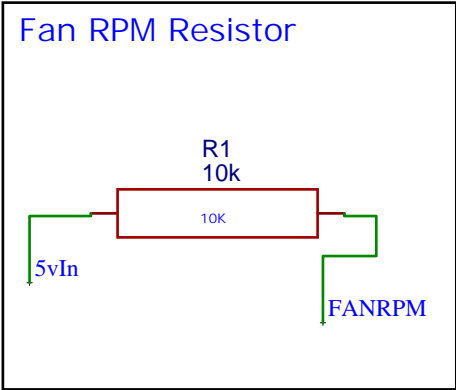 Fan RPM Resistor
R1
10k
10K
5vIn
FANRPM